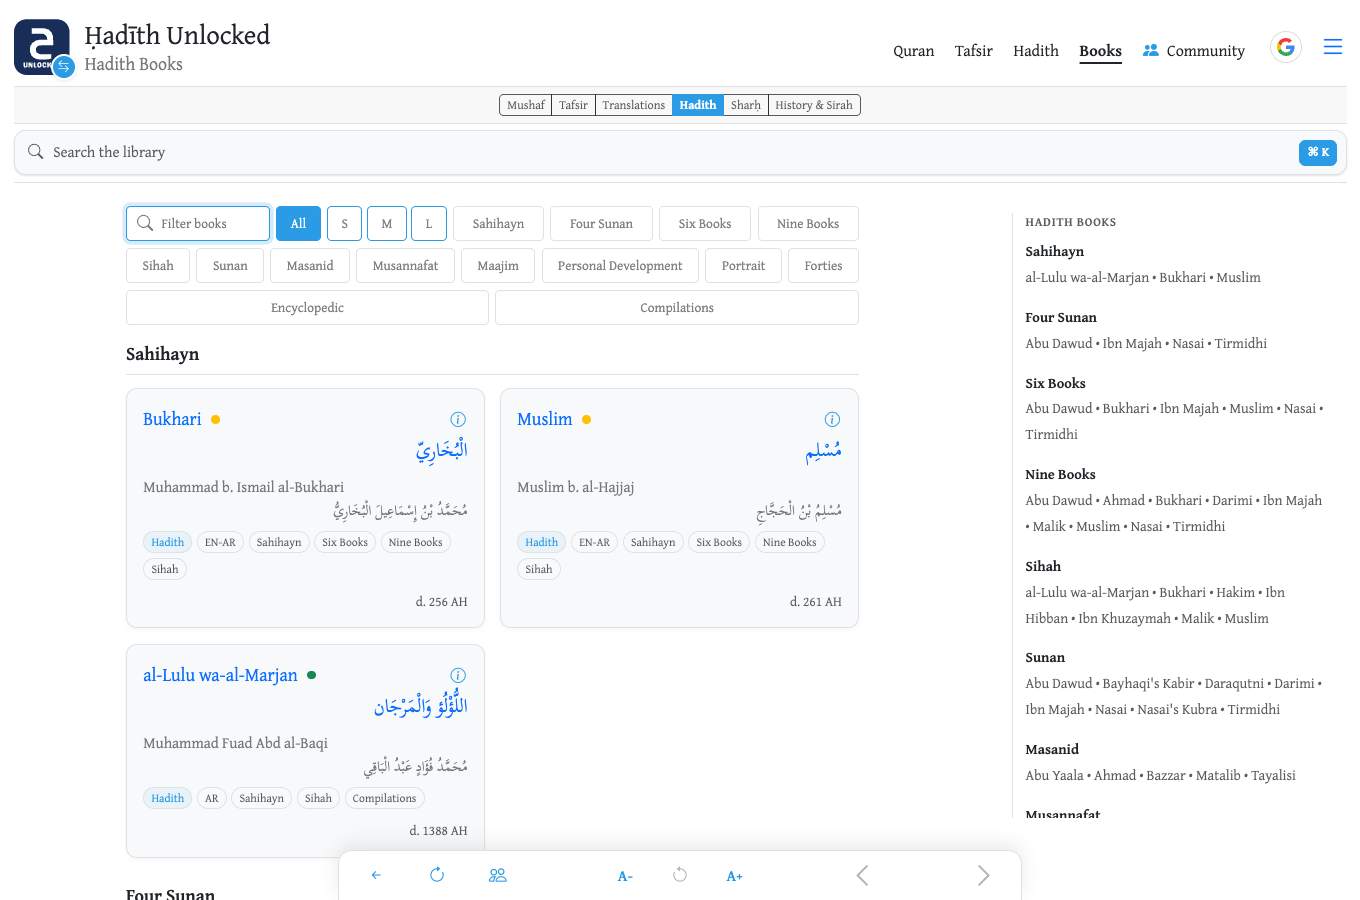 UNLOCK
Ḥadīth Unlocked
Hadith Books
Quran Tafsir Hadith Books Community
Mushaf Tafsir Translations Hadith Sharḥ History & Sirah
Search the library ⌘ K
Filter books All S M L Sahihayn Four Sunan Six Books Nine Books
Sihah Sunan Masanid Musannafat Maajim Personal Development Portrait Forties
Encyclopedic Compilations
Sahihayn
Bukhari
الْبُخَارِيّ
Muhammad b. Ismail al-Bukhari
مُحَمَّدُ بْنُ إِسْمَاعِيلَ الْبُخَارِيُّ
Hadith EN-AR Sahihayn Six Books Nine Books
Sihah
d. 256 AH
Muslim
مُسْلِم
Muslim b. al-Hajjaj
مُسْلِمُ بْنُ الْحَجَّاجِ
Hadith EN-AR Sahihayn Six Books Nine Books
Sihah
d. 261 AH
al-Lulu wa-al-Marjan
اللُّؤْلُؤ وَالْمَرْجَان
Muhammad Fuad Abd al-Baqi
مُحَمَّدُ فُؤَادٍ عَبْدُ الْبَاقِي
Hadith AR Sahihayn Sihah Compilations
d. 1388 AH
Four Sunan
HADITH BOOKS
Sahihayn
al-Lulu wa-al-Marjan • Bukhari • Muslim
Four Sunan
Abu Dawud • Ibn Majah • Nasai • Tirmidhi
Six Books
Abu Dawud • Bukhari • Ibn Majah • Muslim • Nasai •
Tirmidhi
Nine Books
Abu Dawud • Ahmad • Bukhari • Darimi • Ibn Majah
• Malik • Muslim • Nasai • Tirmidhi
Sihah
al-Lulu wa-al-Marjan • Bukhari • Hakim • Ibn
Hibban • Ibn Khuzaymah • Malik • Muslim
Sunan
Abu Dawud • Bayhaqi's Kabir • Daraqutni • Darimi •
Ibn Majah • Nasai • Nasai's Kubra • Tirmidhi
Masanid
Abu Yaala • Ahmad • Bazzar • Matalib • Tayalisi
Musannafat
A- A+